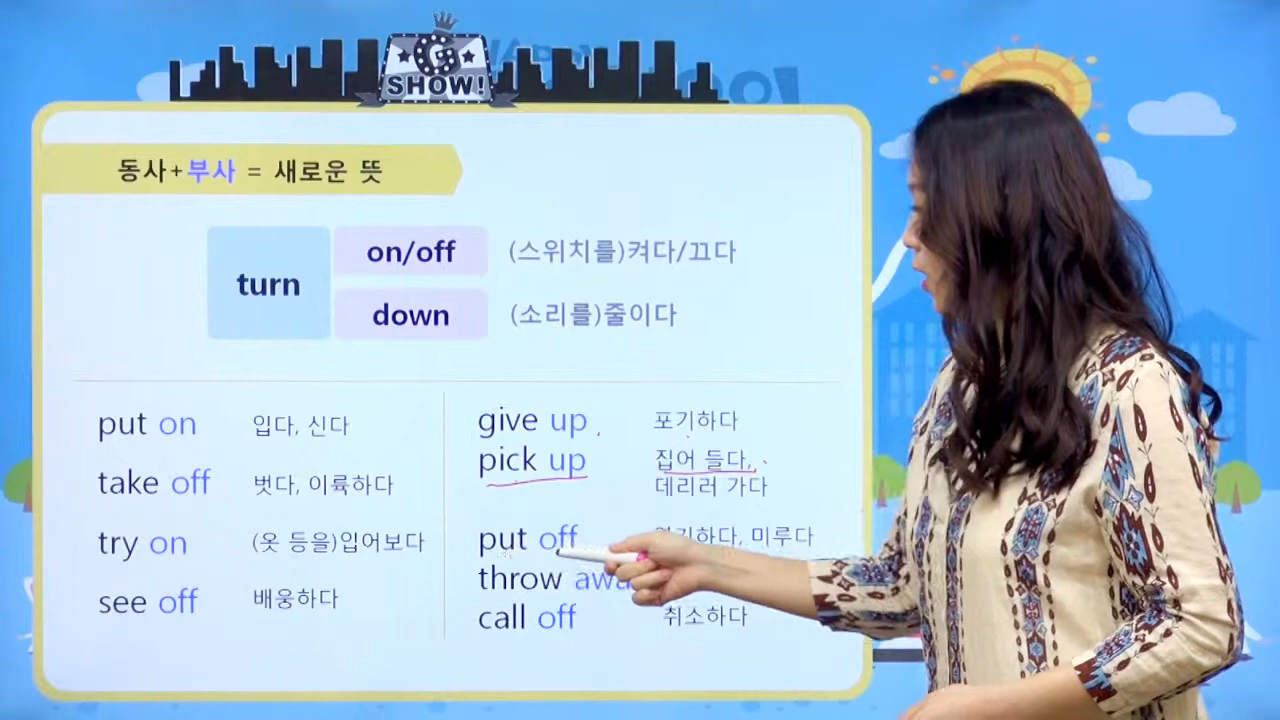 G
SHOW!
동사+부사 = 새로운 뜻
turn
on/off (스위치를)켜다/끄다
down (소리를)줄이다
put on 입다, 신다
take off 벗다, 이륙하다
try on (옷 등을)입어보다
see off 배웅하다
give up 포기하다
pick up 집어 들다,
데리러 가다
put off 미루다
throw
call off 취소하다